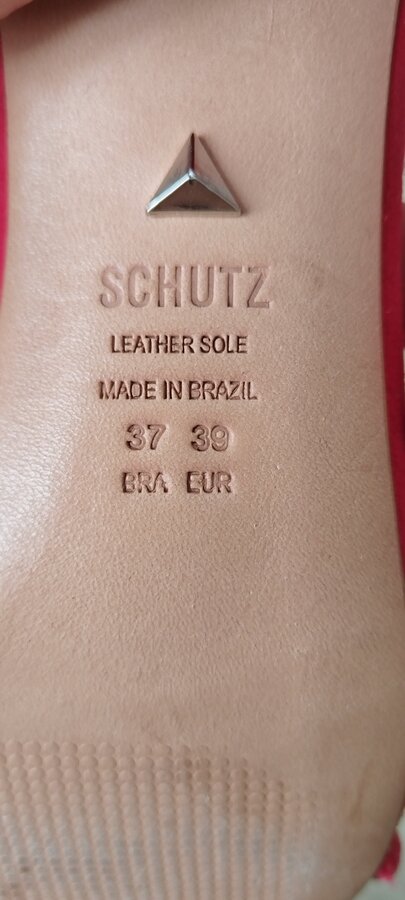 SCHUTZ
LEATHER SOLE
MADE IN BRAZIL
37 39
BRA EUR